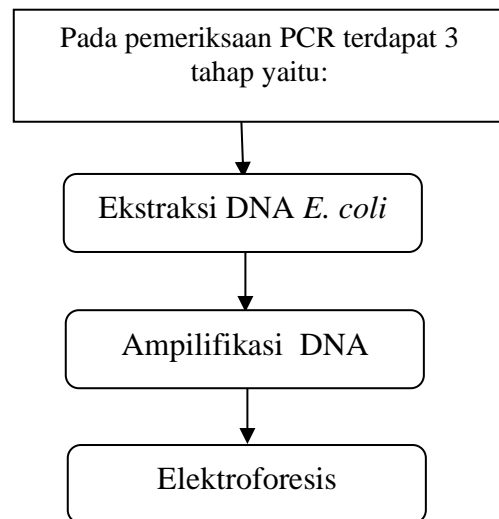 Pada pemeriksaan PCR terdapat 3
tahap yaitu:
Ekstraksi DNA E. coli
Ampilifikasi DNA
Elektroforesis